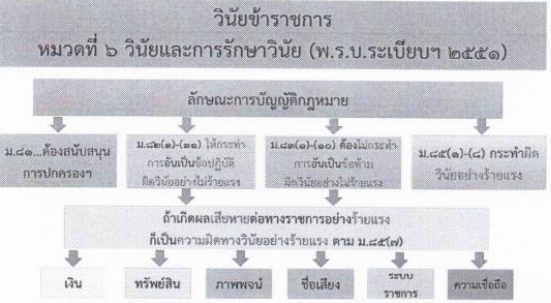 วินัยข้าราชการ
หมวดที่ ๖ วินัยและการรักษาวินัย (พ.ร.บ.ระเบียบฯ ๒๕๕๑)
ลักษณะการบัญญัติกฎหมาย
ม.๘๑...ต้องสนับสนุน
การปกครองฯ
ม.๘๒(๑)-(๑๑) ให้กระทำ
การอันเป็นข้อปฏิบัติ
ผิดวินัยอย่างไม่ร้ายแรง
ม.๘๓(๑)-(๑๐) ต้องไม่กระทำ
การอันเป็นข้อห้าม
ผิดวินัยอย่างไม่ร้ายแรง
ม.๘๕(๑)-(๘) กระทำผิด
วินัยอย่างร้ายแรง
ถ้าเกิดผลเสียหายต่อทางราชการอย่างร้ายแรง
ก็เป็นความผิดทางวินัยอย่างร้ายแรง ตาม ม.๘๕(๗)
เงิน
ทรัพย์สิน
ภาพพจน์
ชื่อเสียง
ระบบ
ราชการ
ความเชื่อถือ